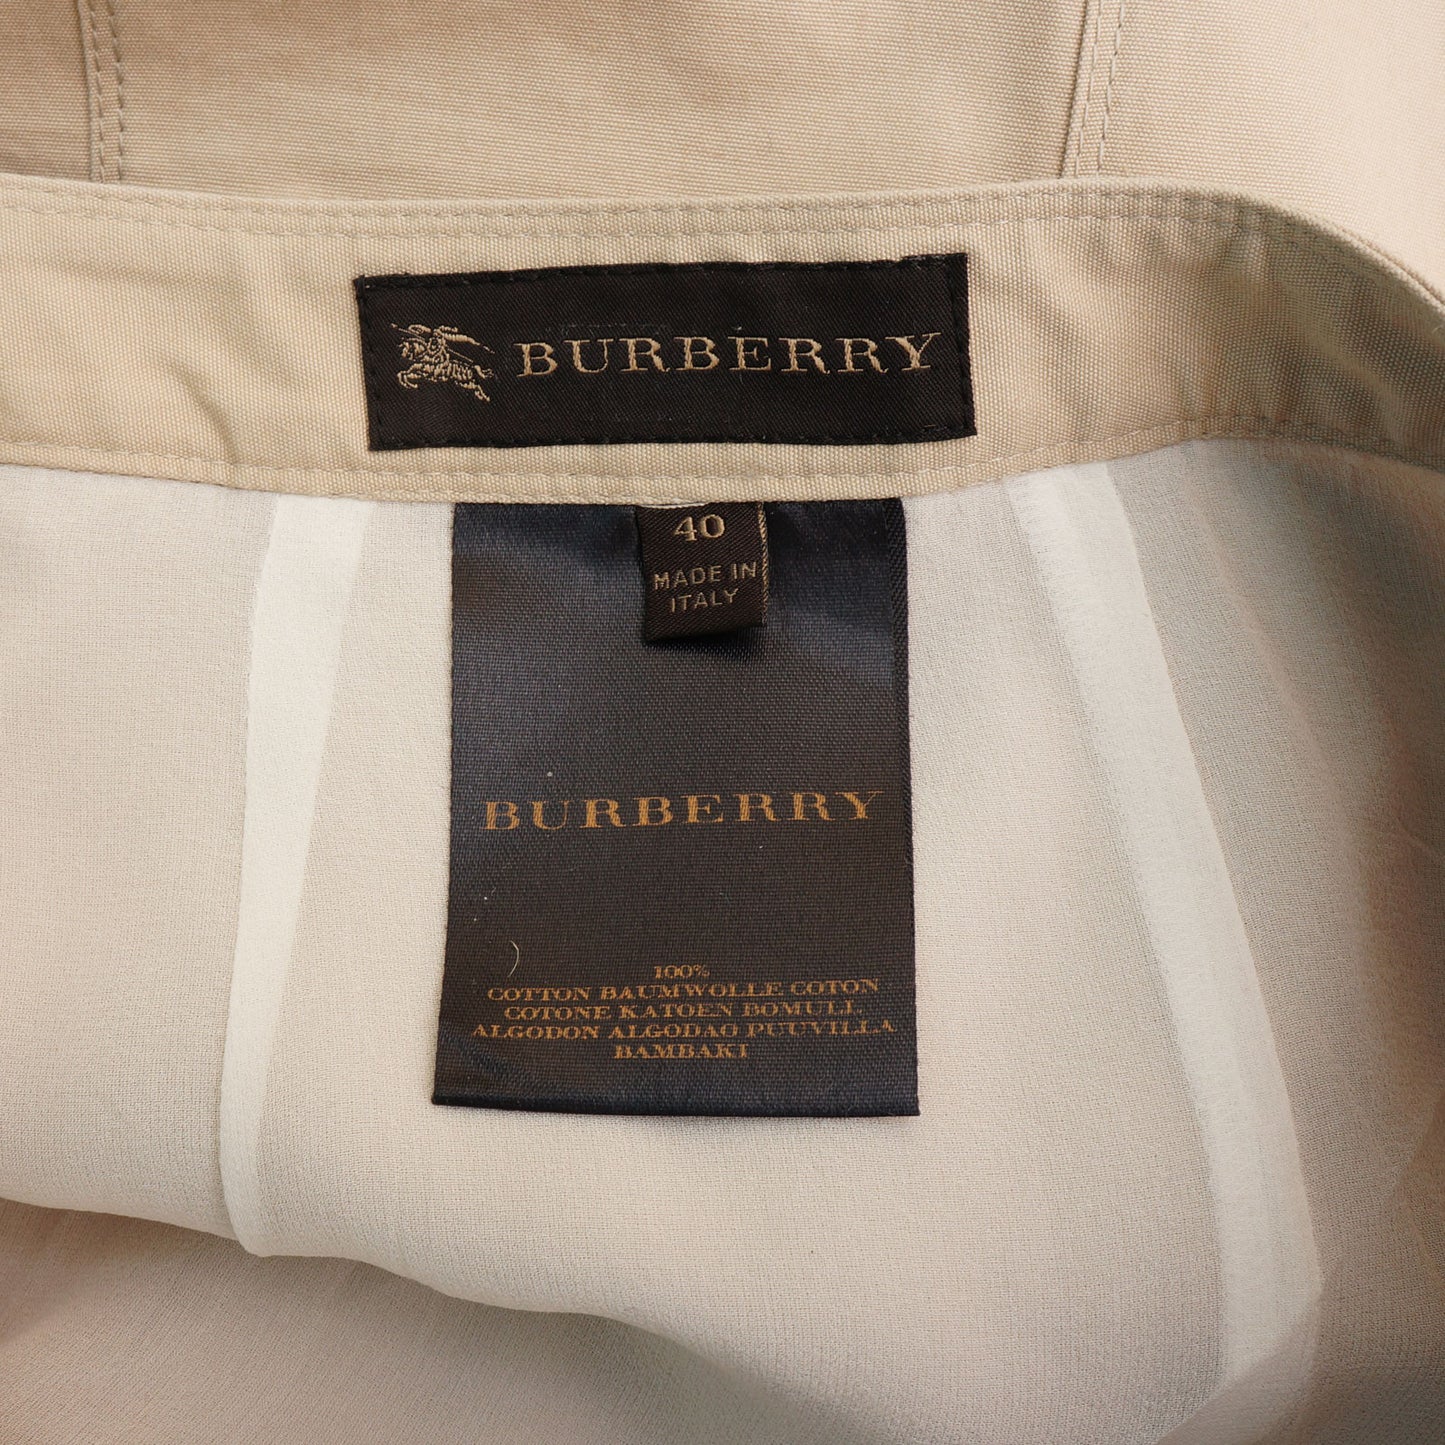 BURBERRY
40
MADE IN
ITALY
BURBERRY
100%
COTTON BAUMWOLLE COTON
COTONE KATOEN BOMULL
ALGODON ALGODAO PUUVILLA
BAMBAKI